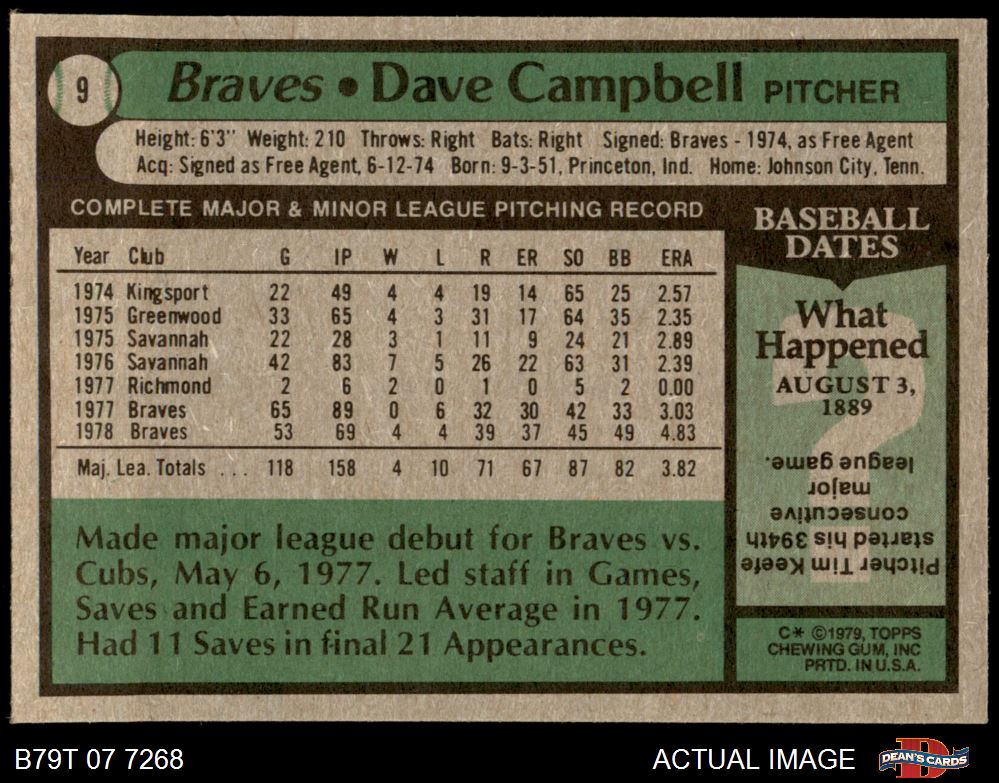 9
Braves • Dave Campbell PITCHER
Height: 6'3" Weight: 210 Throws: Right Bats: Right Signed: Braves - 1974, as Free Agent
Acq: Signed as Free Agent, 6-12-74 Born: 9-3-51, Princeton, Ind. Home: Johnson City, Tenn.
COMPLETE MAJOR & MINOR LEAGUE PITCHING RECORD
Year Club G IP W L R ER SO BB ERA
1974 Kingsport 22 49 4 4 19 14 65 25 2.57
1975 Greenwood 33 65 4 3 31 17 64 35 2.35
1975 Savannah 22 28 3 1 11 9 24 21 2.89
1976 Savannah 42 83 7 5 26 22 63 31 2.39
1977 Richmond 2 6 2 0 1 0 5 2 0.00
1977 Braves 65 89 0 6 32 30 42 33 3.03
1978 Braves 53 69 4 4 39 37 45 49 4.83
Maj. Lea. Totals ... 118 158 4 10 71 67 87 82 3.82
Made major league debut for Braves vs.
Cubs, May 6, 1977. Led staff in Games,
Saves and Earned Run Average in 1977.
Had 11 Saves in final 21 Appearances.
BASEBALL
DATES
What
Happened
AUGUST 3,
1889
?
Pitcher Tim Keefe
started his 394th
consecutive
major
league game.
C* ©1979, TOPPS
CHEWING GUM, INC
PRTD. IN U.S.A.
B79T 07 7268
ACTUAL IMAGE
D
DEAN'S CARDS